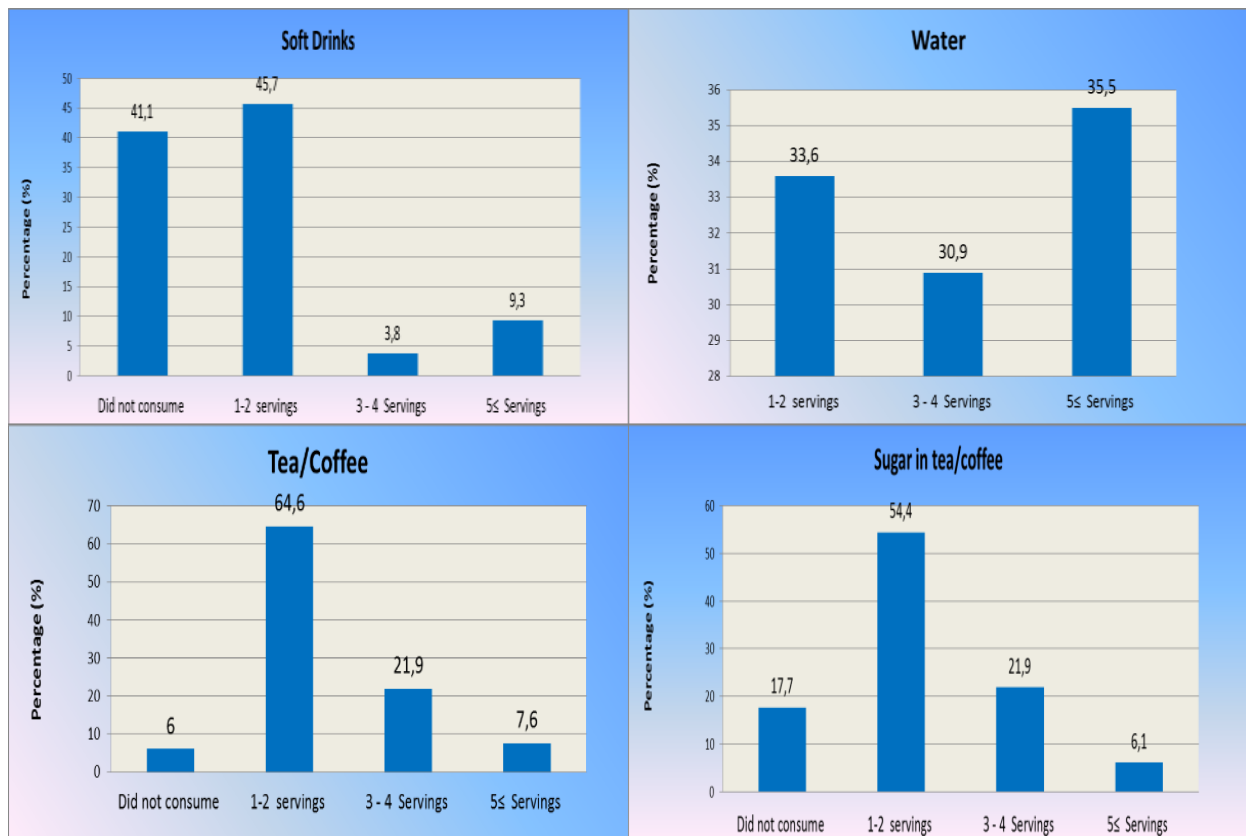 Soft Drinks
Percentage (%)
50
45
40
35
30
25
20
15
10
5
0
41,1
45,7
3,8
9,3
Did not consume
1-2 servings
3 - 4 Servings
5≤ Servings
Water
Percentage (%)
36
35
34
33
32
31
30
29
28
33,6
30,9
35,5
1-2 servings
3 - 4 Servings
5≤ Servings
Tea/Coffee
Percentage (%)
70
60
50
40
30
20
10
0
6
64,6
21,9
7,6
Did not consume
1-2 servings
3 - 4 Servings
5≤ Servings
Sugar in tea/coffee
Percentage (%)
60
50
40
30
20
10
0
17,7
54,4
21,9
6,1
Did not consume
1-2 servings
3 - 4 Servings
5≤ Servings